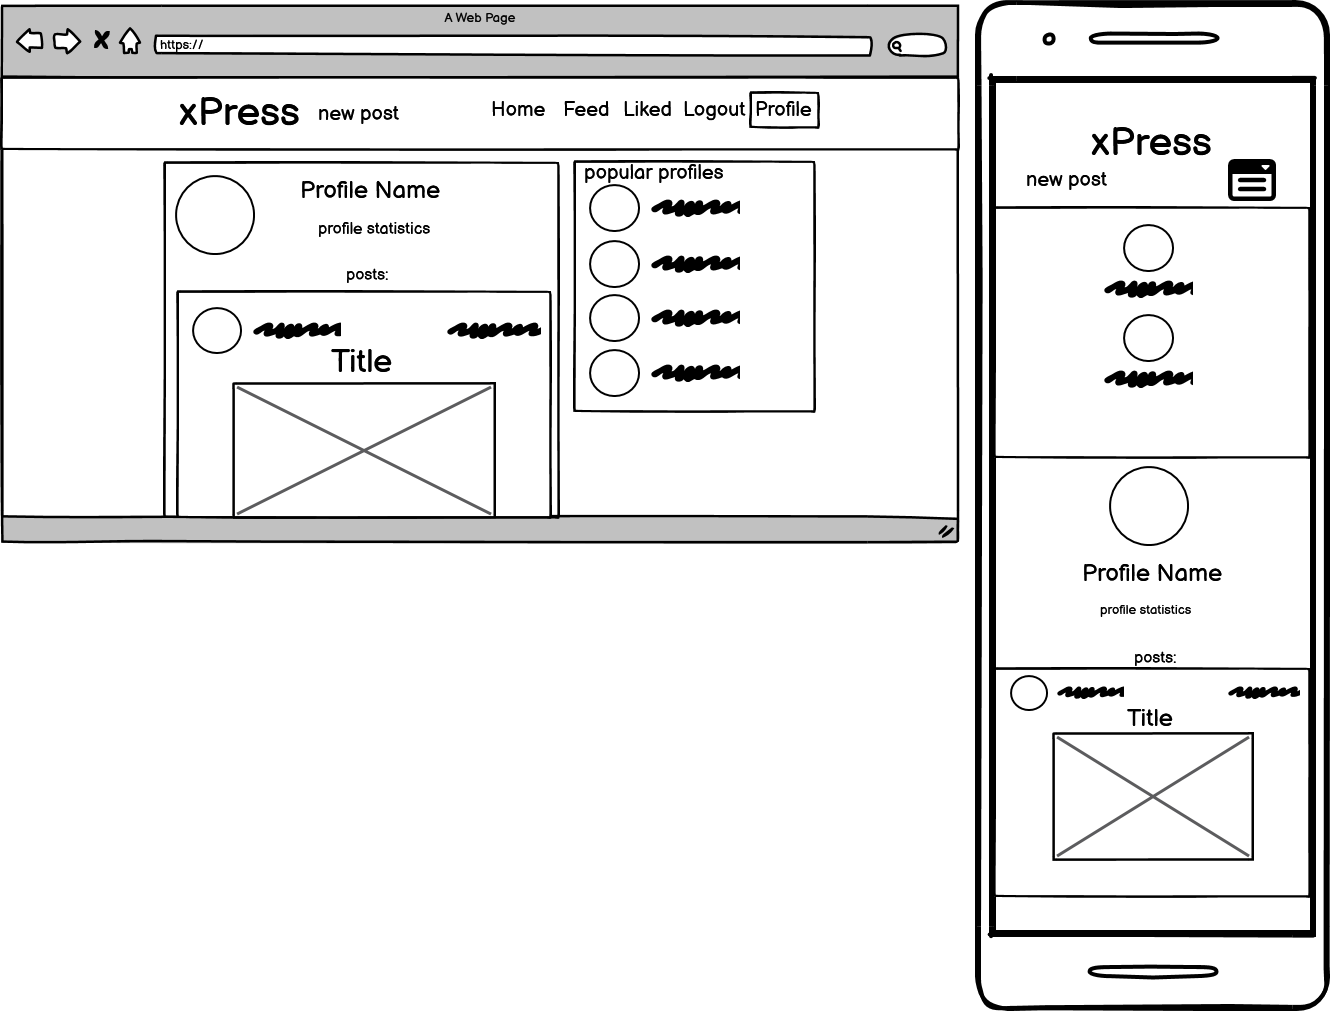 A Web Page
https://
xPress new post Home Feed Liked Logout Profile
Profile Name
profile statistics
posts:
Title
popular profiles
xPress
new post
Profile Name
profile statistics
posts:
Title